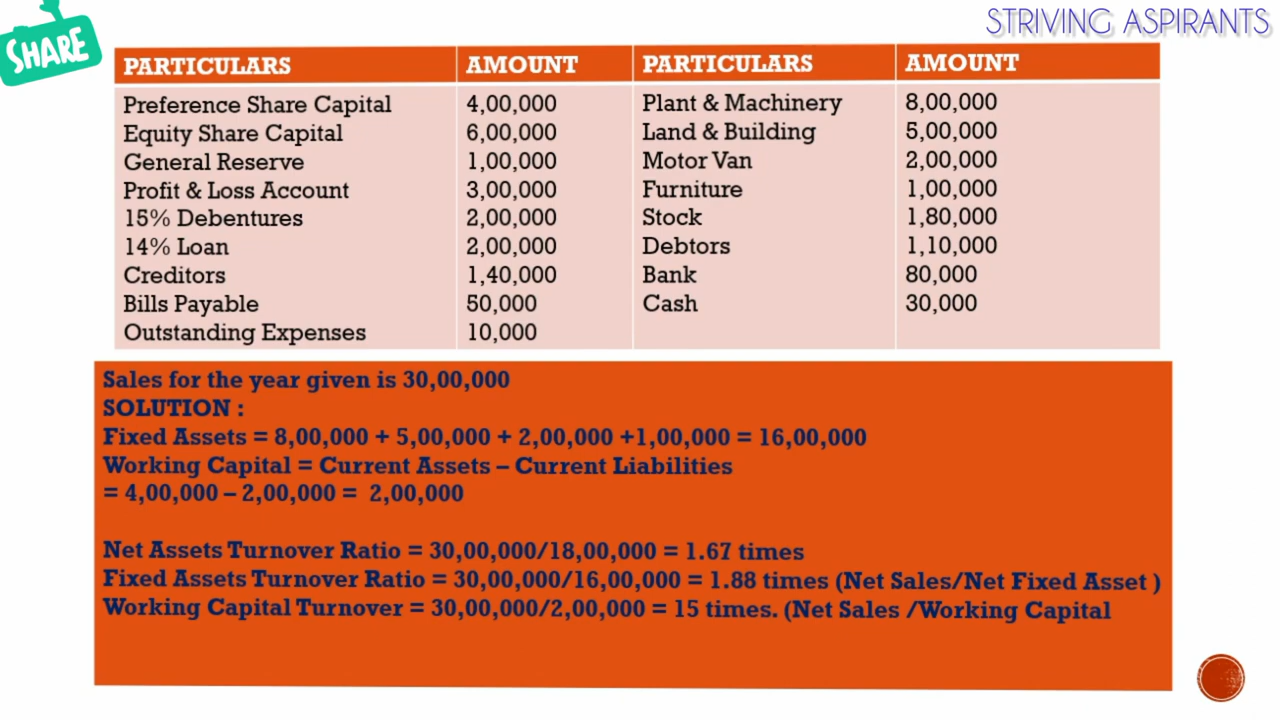 SHARE
STRIVING ASPIRANTS
PARTICULARS AMOUNT PARTICULARS AMOUNT
Preference Share Capital 4,00,000 Plant & Machinery 8,00,000
Equity Share Capital 6,00,000 Land & Building 5,00,000
General Reserve 1,00,000 Motor Van 2,00,000
Profit & Loss Account 3,00,000 Furniture 1,00,000
15% Debentures 2,00,000 Stock 1,80,000
14% Loan 2,00,000 Debtors 1,10,000
Creditors 1,40,000 Bank 80,000
Bills Payable 50,000 Cash 30,000
Outstanding Expenses 10,000
Sales for the year given is 30,00,000
SOLUTION :
Fixed Assets = 8,00,000 + 5,00,000 + 2,00,000 +1,00,000 = 16,00,000
Working Capital = Current Assets – Current Liabilities
= 4,00,000 – 2,00,000 = 2,00,000
Net Assets Turnover Ratio = 30,00,000/18,00,000 = 1.67 times
Fixed Assets Turnover Ratio = 30,00,000/16,00,000 = 1.88 times (Net Sales/Net Fixed Asset )
Working Capital Turnover = 30,00,000/2,00,000 = 15 times. (Net Sales /Working Capital